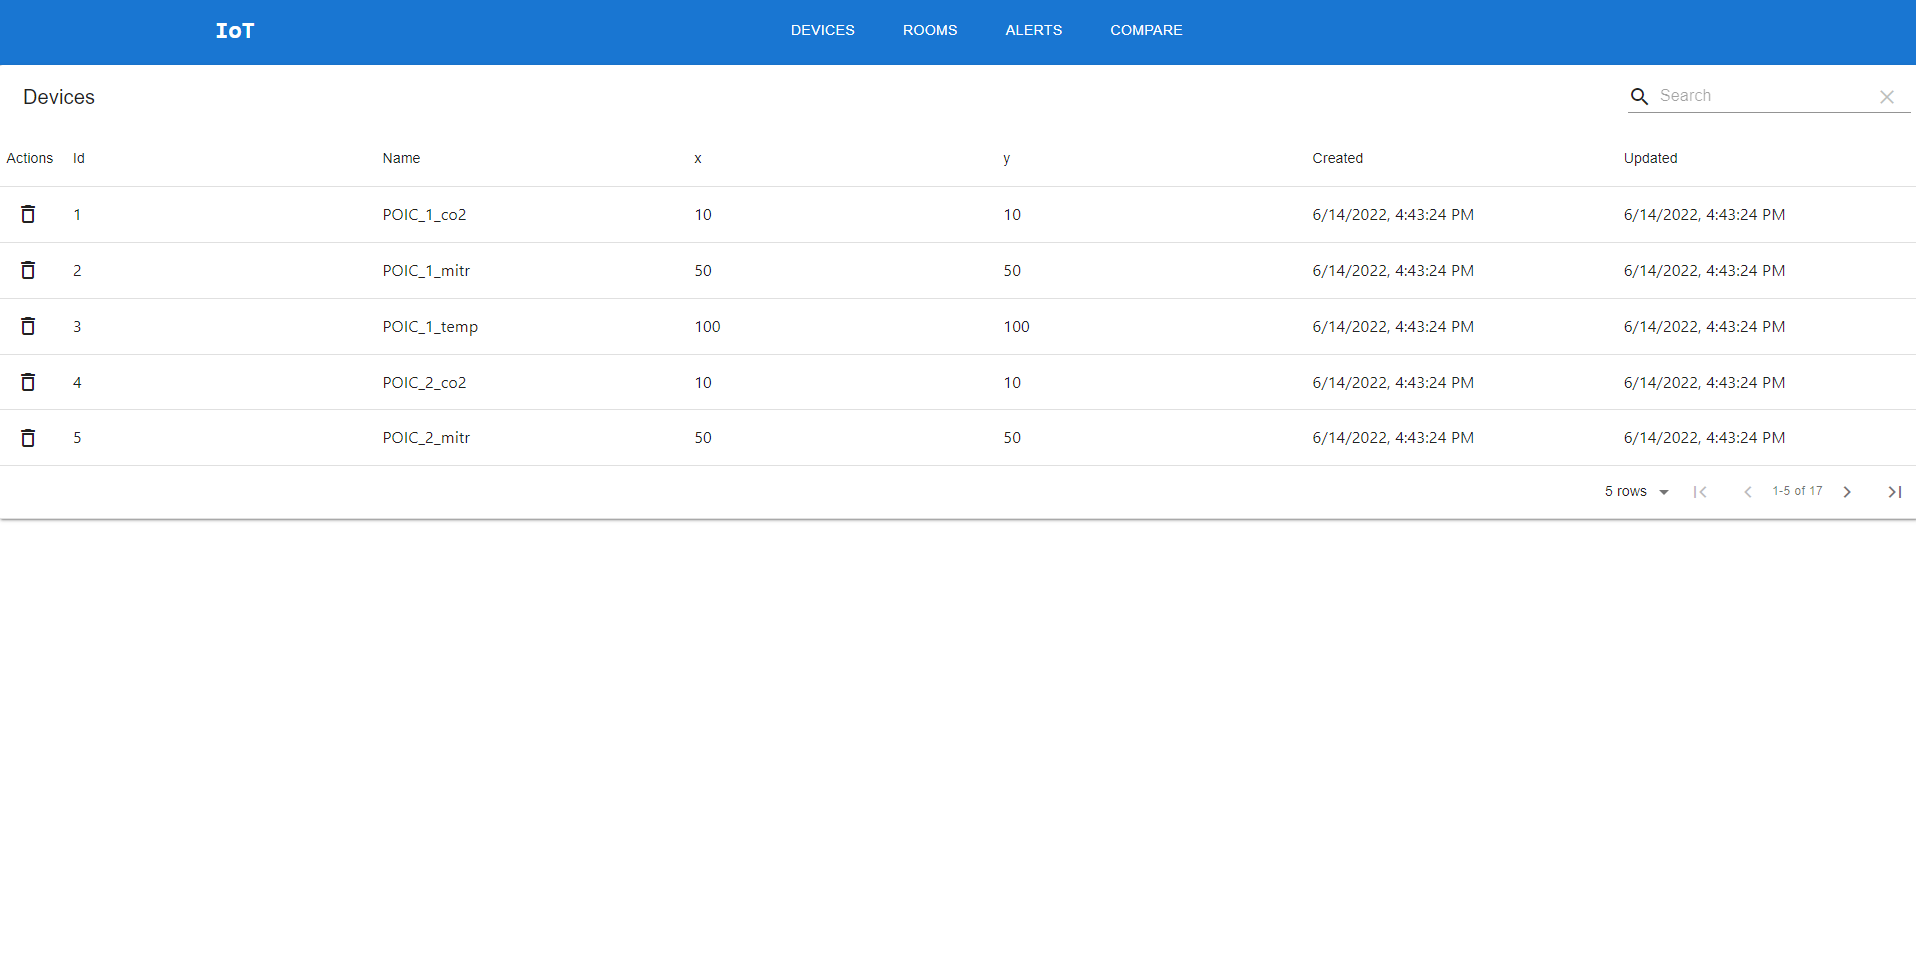 IoT DEVICES ROOMS ALERTS COMPARE
Devices Search
Actions Id Name x y Created Updated
1 POIC_1_co2 10 10 6/14/2022, 4:43:24 PM 6/14/2022, 4:43:24 PM
2 POIC_1_mitr 50 50 6/14/2022, 4:43:24 PM 6/14/2022, 4:43:24 PM
3 POIC_1_temp 100 100 6/14/2022, 4:43:24 PM 6/14/2022, 4:43:24 PM
4 POIC_2_co2 10 10 6/14/2022, 4:43:24 PM 6/14/2022, 4:43:24 PM
5 POIC_2_mitr 50 50 6/14/2022, 4:43:24 PM 6/14/2022, 4:43:24 PM
5 rows 1-5 of 17